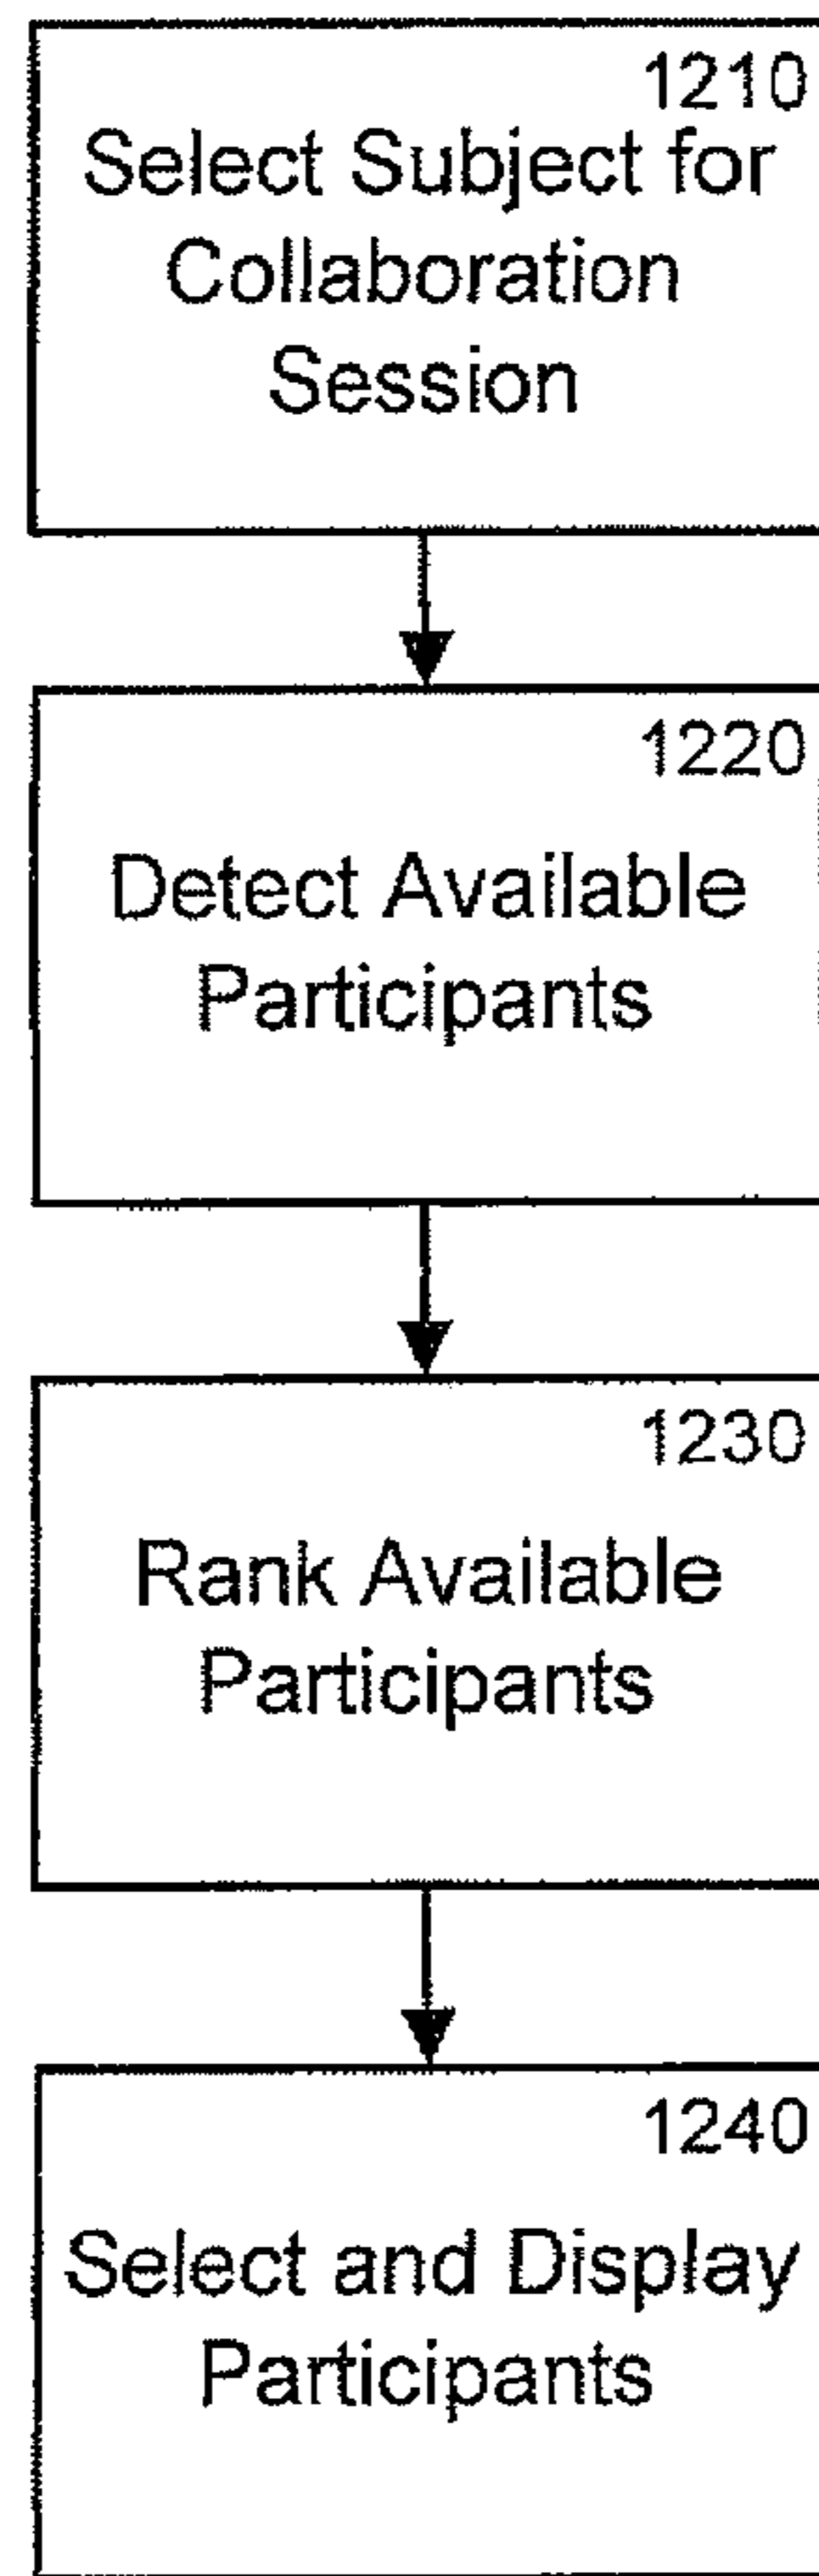 1210
Select Subject for
Collaboration
Session
1220
Detect Available
Participants
1230
Rank Available
Participants
1240
Select and Display
Participants